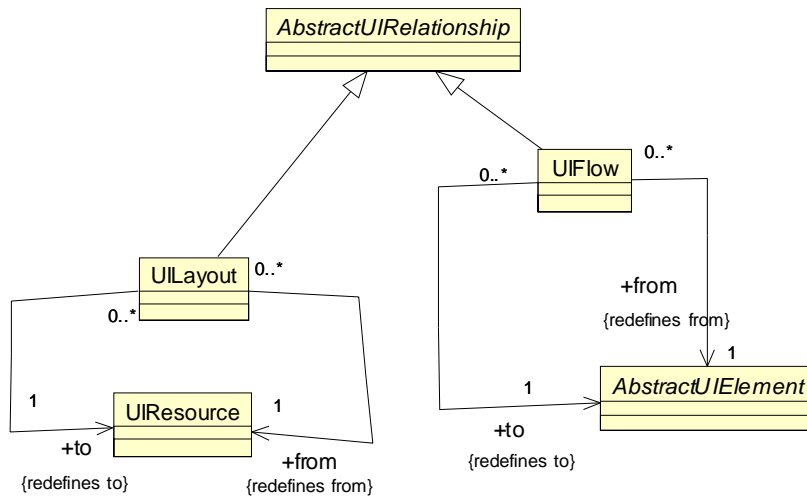 AbstractUIRelationship
0..*
UIFlow
0..*
UILayout
0..*
0..*
+from
{redefines from}
1
1
UIResource
1
1
AbstractUIElement
+to
{redefines to}
+from
{redefines from}
+to
{redefines to}